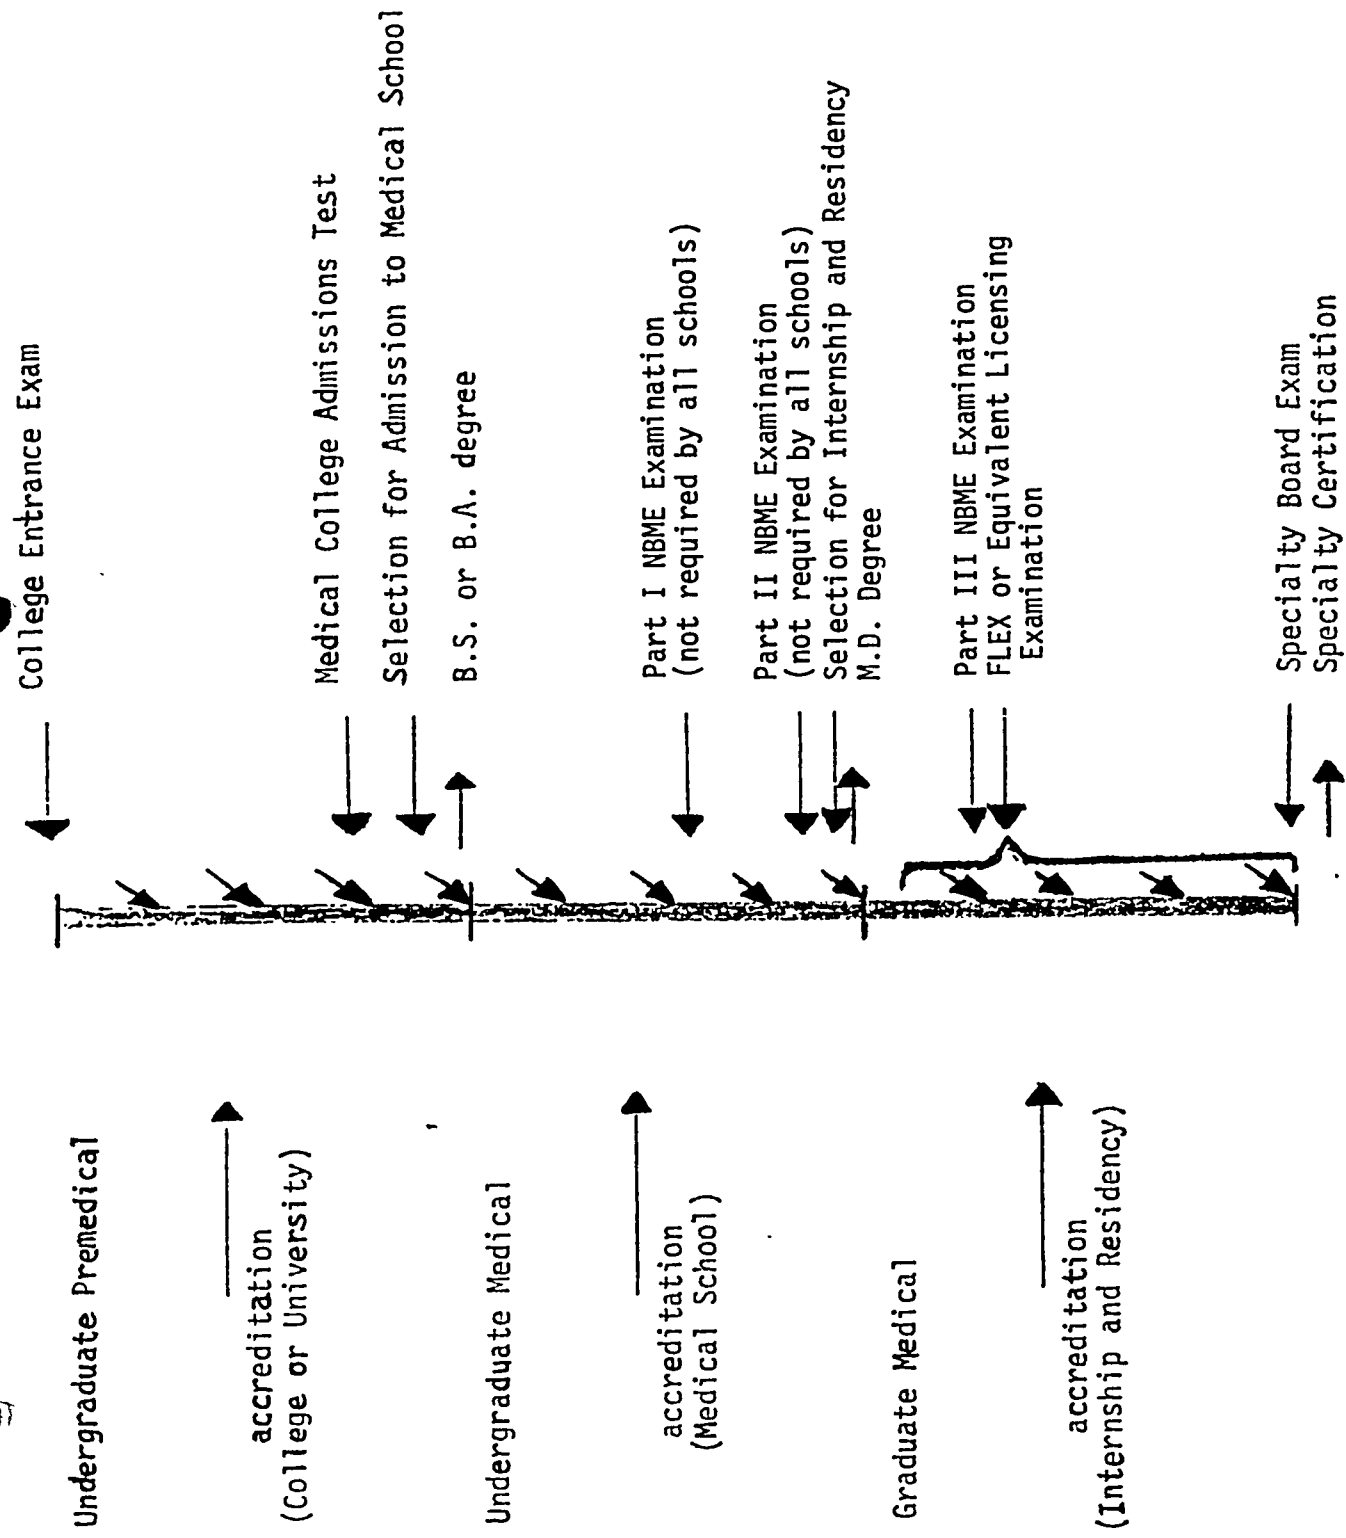 College Entrance Exam
Medical College Admissions Test
Selection for Admission to Medical School
B.S. or B.A. degree
Part I NBME Examination
(not required by all schools)
Part II NBME Examination
(not required by all schools)
Selection for Internship and Residency
M.D. Degree
Part III NBME Examination
FLEX or Equivalent Licensing
Examination
Specialty Board Exam
Specialty Certification
Undergraduate Premedical
accreditation
(College or University)
Undergraduate Medical
accreditation
(Medical School)
Graduate Medical
accreditation
(Internship and Residency)